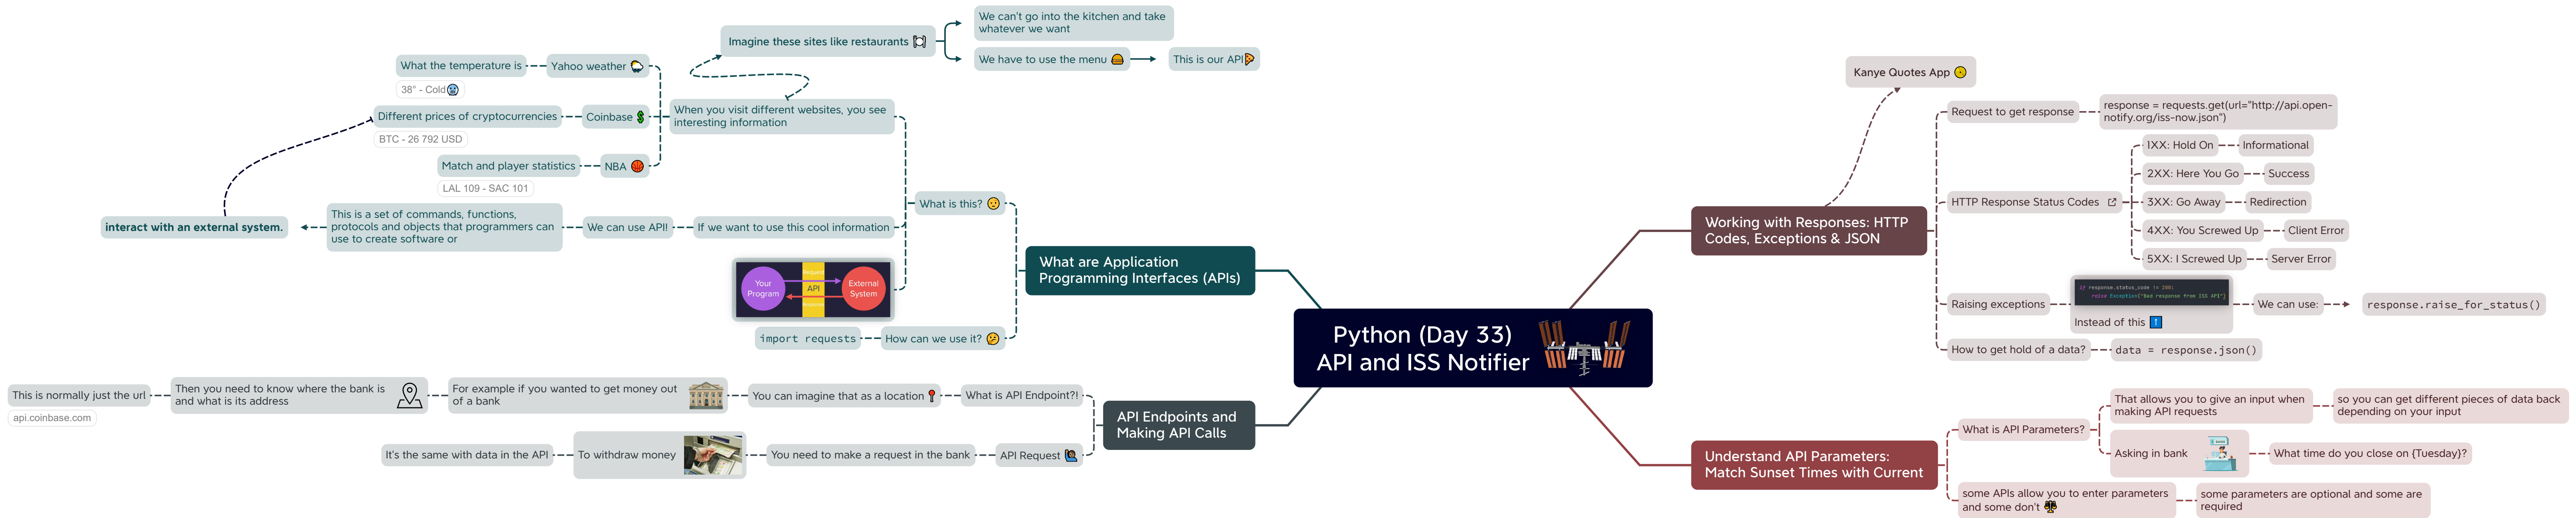 Python (Day 33)
API and ISS Notifier
What are Application
Programming Interfaces (APIs)
What is this?
When you visit different websites, you see
interesting information
Imagine these sites like restaurants
We can't go into the kitchen and take
whatever we want
We have to use the menu
This is our API
Yahoo weather
What the temperature is
38° - Cold
Coinbase
Different prices of cryptocurrencies
BTC - 26 792 USD
NBA
Match and player statistics
LAL 109 - SAC 101
If we want to use this cool information
We can use API!
This is a set of commands, functions,
protocols and objects that programmers can
use to create software or
interact with an external system.
Your
Program
Request
API
Response
External
System
How can we use it?
import requests
API Endpoints and
Making API Calls
What is API Endpoint?!
You can imagine that as a location
For example if you wanted to get money out
of a bank
Then you need to know where the bank is
and what is its address
This is normally just the url
api.coinbase.com
API Request
You need to make a request in the bank
To withdraw money
It's the same with data in the API
Working with Responses: HTTP
Codes, Exceptions & JSON
Kanye Quotes App
Request to get response
response = requests.get(url="http://api.open-
notify.org/iss-now.json")
HTTP Response Status Codes
1XX: Hold On
Informational
2XX: Here You Go
Success
3XX: Go Away
Redirection
4XX: You Screwed Up
Client Error
5XX: I Screwed Up
Server Error
Raising exceptions
if response.status_code != 200:
raise Exception("Bad response from ISS API")
Instead of this
We can use:
response.raise_for_status()
How to get hold of a data?
data = response.json()
Understand API Parameters:
Match Sunset Times with Current
What is API Parameters?
That allows you to give an input when
making API requests
so you can get different pieces of data back
depending on your input
Asking in bank
What time do you close on {Tuesday}?
some APIs allow you to enter parameters
and some don't
some parameters are optional and some are
required